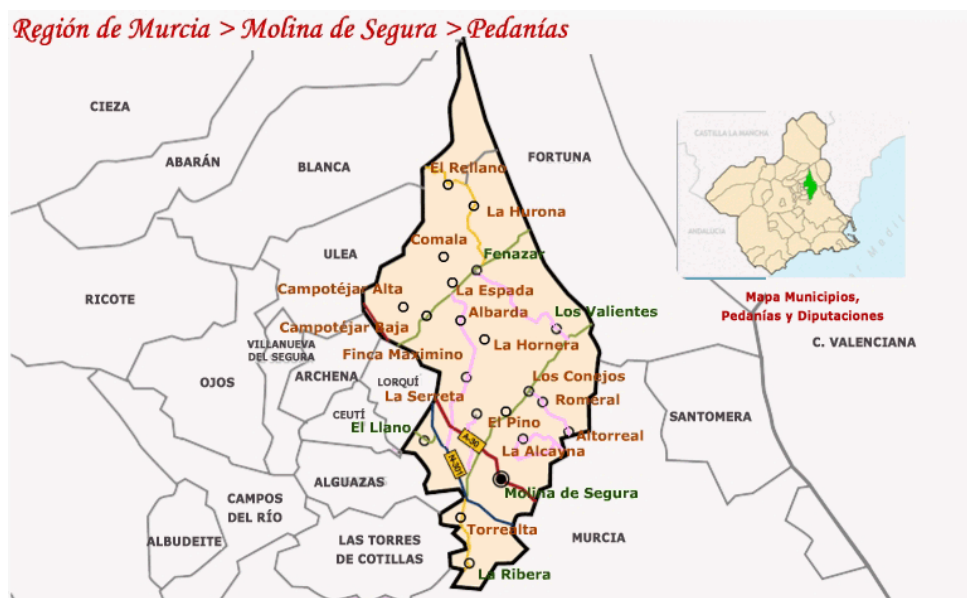 Región de Murcia > Molina de Segura > Pedanías
CIEZA
ABARÁN
BLANCA
FORTUNA
CASTILLA LA MANCHA
El Rellano
La Hurona
Comala
Fenazar
ULEA
ANDALUCIA
RICOTE
Campotéjar Alta
La Espada
Albarda
Los Valientes
Mapa Municipios,
Pedanías y Diputaciones
Campotéjar Baja
C. VALENCIANA
VILLANUEVA
DEL SEGURA
Finca Maximino
La Hornera
OJOS
ARCHENA
LORQUÍ
Los Conejos
La Serreta
Romeral
SANTOMERA
CEUTÍ
El Llano
El Pino
Altorreal
A-30
La Alcayna
N-301
ALGUAZAS
Molina de Segura
CAMPOS
DEL RÍO
ALBUDEITE
LAS TORRES
DE COTILLAS
Torrealta
MURCIA
La Ribera